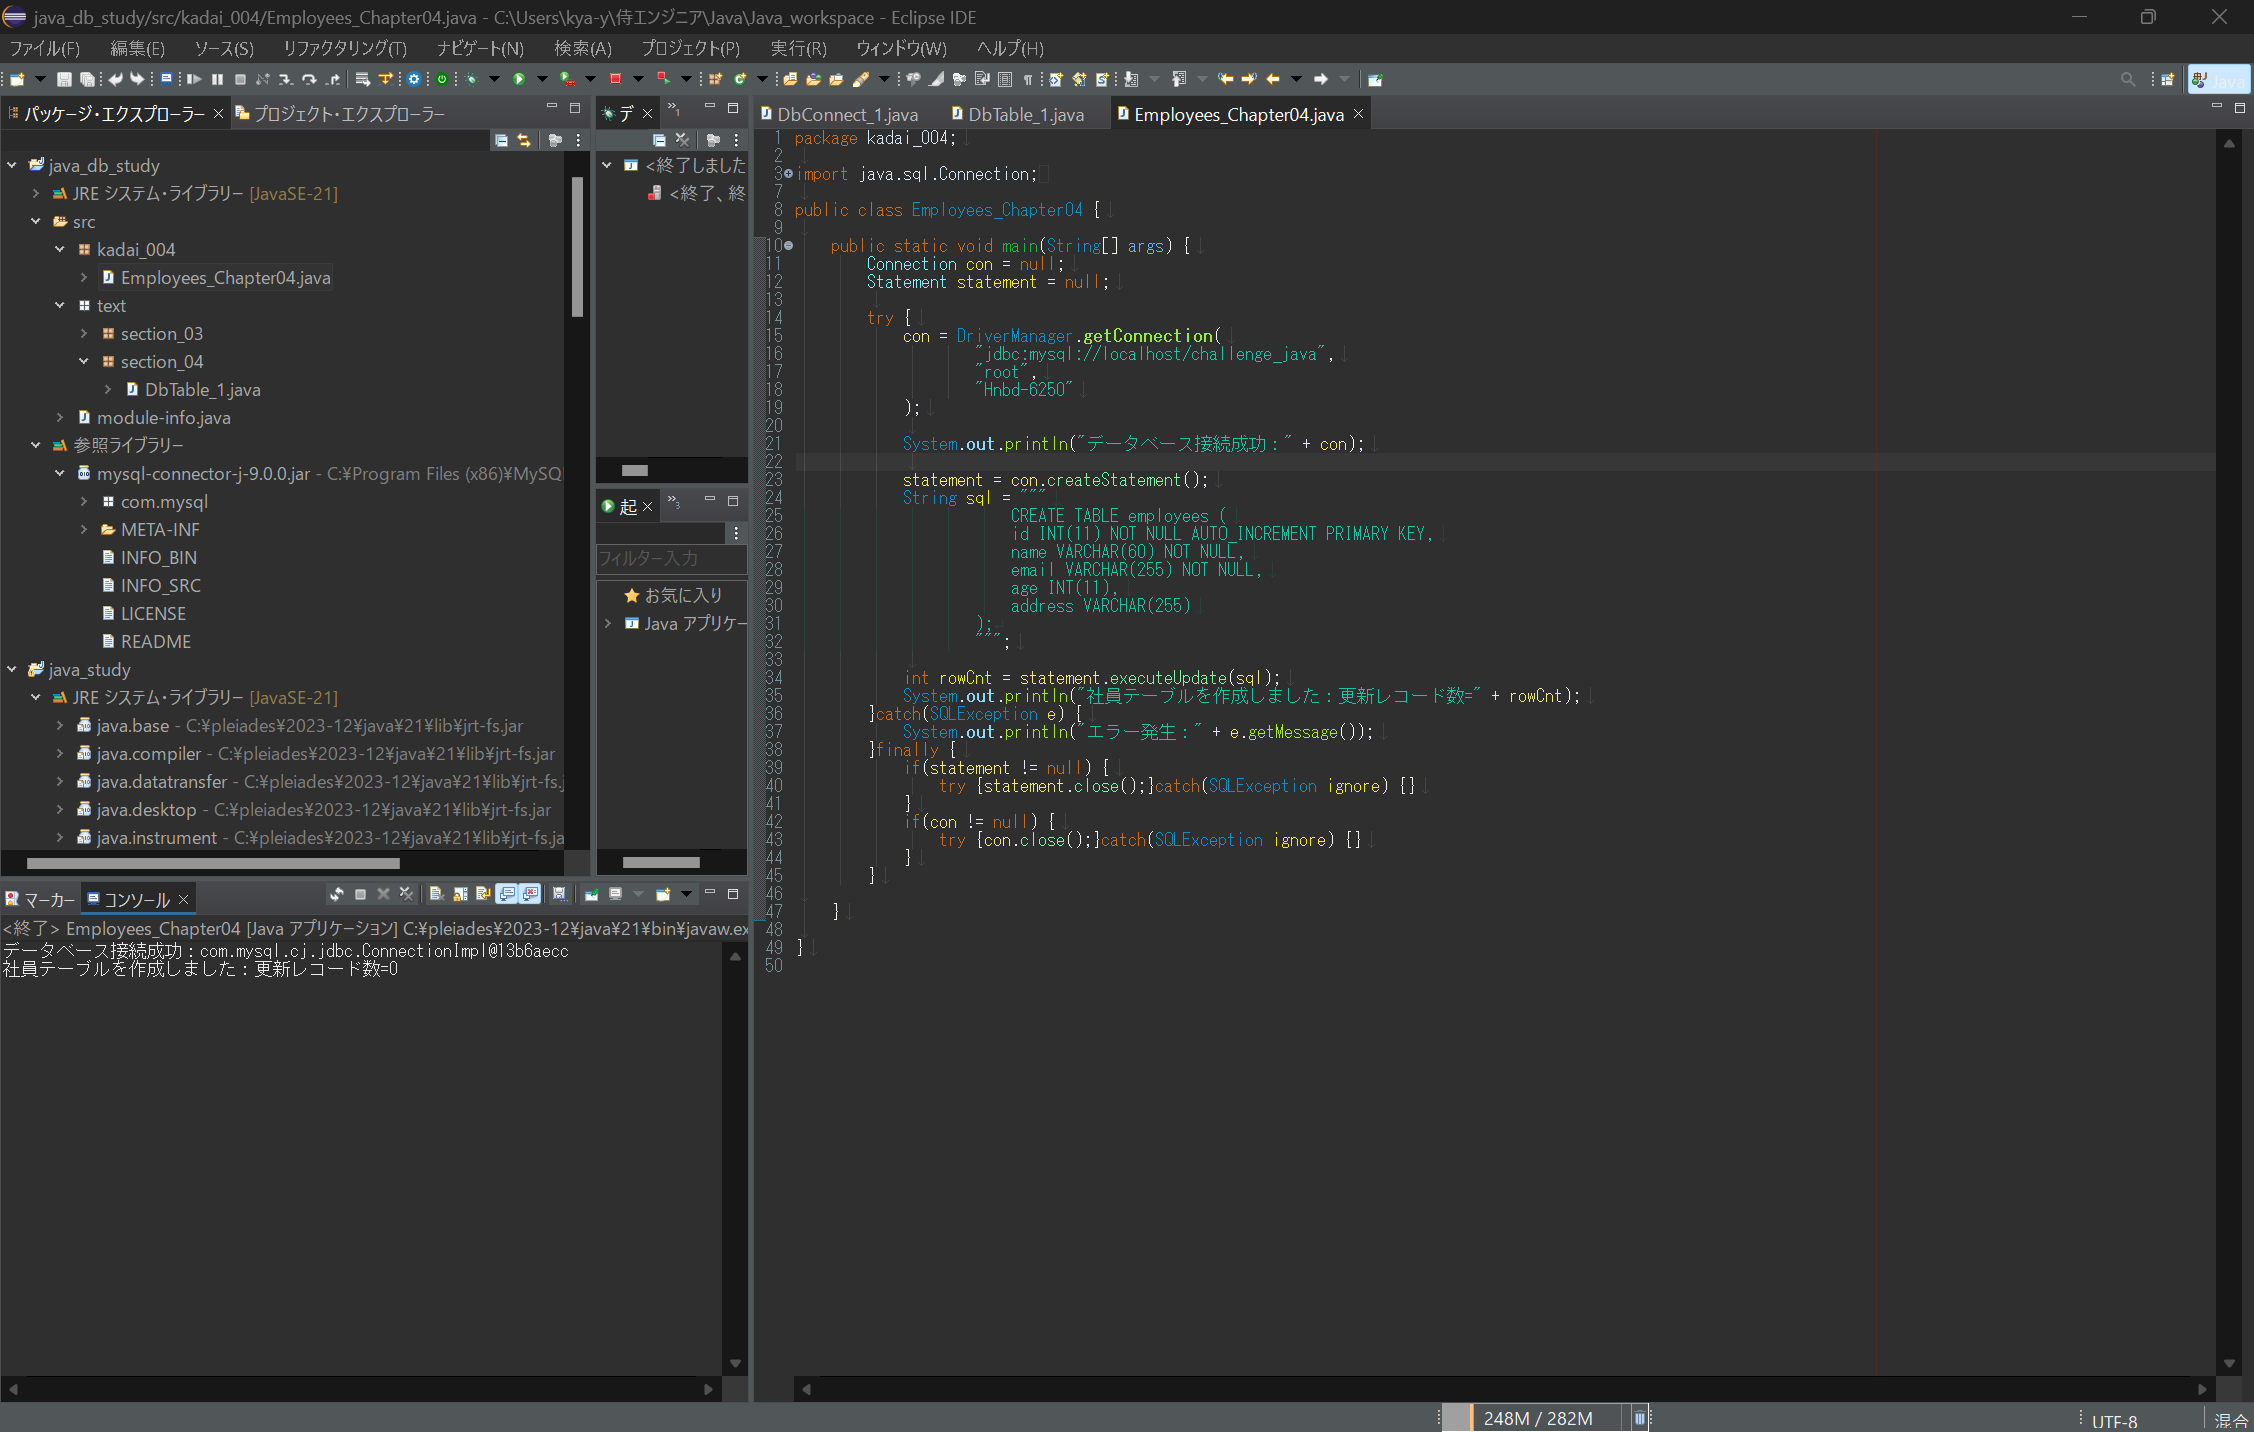 java_db_study/src/kadai_004/Employees_Chapter04.java - C:\Users\kya-y\侍エンジニア\Java\Java_workspace - Eclipse IDE
ファイル(F) 編集(E) ソース(S) リファクタリング(T) ナビゲート(N) 検索(A) プロジェクト(P) 実行(R) ウィンドウ(W) ヘルプ(H)
パッケージ・エクスプローラー プロジェクト・エクスプローラー
java_db_study
JRE システム・ライブラリー [JavaSE-21]
src
kadai_004
Employees_Chapter04.java
text
section_03
section_04
DbTable_1.java
module-info.java
参照ライブラリー
mysql-connector-j-9.0.0.jar - C:¥Program Files (x86)¥MySQ
com.mysql
META-INF
INFO_BIN
INFO_SRC
LICENSE
README
java_study
JRE システム・ライブラリー [JavaSE-21]
java.base - C:¥pleiades¥2023-12¥java¥21¥lib¥jrt-fs.jar
java.compiler - C:¥pleiades¥2023-12¥java¥21¥lib¥jrt-fs.jar
java.datatransfer - C:¥pleiades¥2023-12¥java¥21¥lib¥jrt-fs.j
java.desktop - C:¥pleiades¥2023-12¥java¥21¥lib¥jrt-fs.jar
java.instrument - C:¥pleiades¥2023-12¥java¥21¥lib¥jrt-fs.ja
デ
1
<終了しました
<終了、終
起
3
フィルター入力
お気に入り
Java アプリケー
マーカー コンソール
<終了> Employees_Chapter04 [Java アプリケーション] C:¥pleiades¥2023-12¥java¥21¥bin¥javaw.ex
データベース接続成功：com.mysql.cj.jdbc.ConnectionImpl@13b6aecc
社員テーブルを作成しました：更新レコード数=0
DbConnect_1.java DbTable_1.java Employees_Chapter04.java
1 package kadai_004;
2
3 import java.sql.Connection;
7
8 public class Employees_Chapter04 {
9
10 public static void main(String[] args) {
11 Connection con = null;
12 Statement statement = null;
13
14 try {
15 con = DriverManager.getConnection(
16 "jdbc:mysql://localhost/challenge_java",
17 "root",
18 "Hnbd-6250"
19 );
20
21 System.out.println("データベース接続成功：" + con);
22
23 statement = con.createStatement();
24 String sql = """
25 CREATE TABLE employees (
26 id INT(11) NOT NULL AUTO_INCREMENT PRIMARY KEY,
27 name VARCHAR(60) NOT NULL,
28 email VARCHAR(255) NOT NULL,
29 age INT(11),
30 address VARCHAR(255)
31 );
32 """;
33
34 int rowCnt = statement.executeUpdate(sql);
35 System.out.println("社員テーブルを作成しました：更新レコード数=" + rowCnt);
36 }catch(SQLException e) {
37 System.out.println("エラー発生：" + e.getMessage());
38 }finally {
39 if(statement != null) {
40 try {statement.close();}catch(SQLException ignore) {}
41 }
42 if(con != null) {
43 try {con.close();}catch(SQLException ignore) {}
44 }
45 }
46
47 }
48
49 }
50
Java
248M / 282M
UTF-8
混合